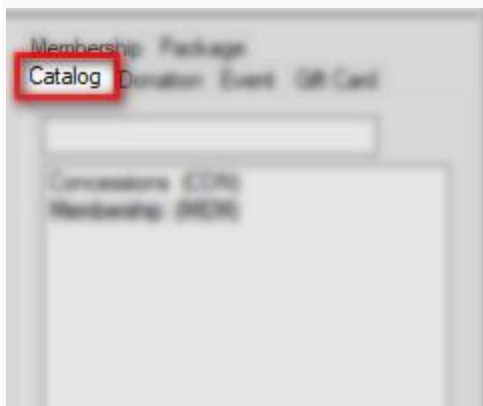 Membership Package
Catalog Donation Event Gift Card
Concessions (CON)
Membership (MEM)